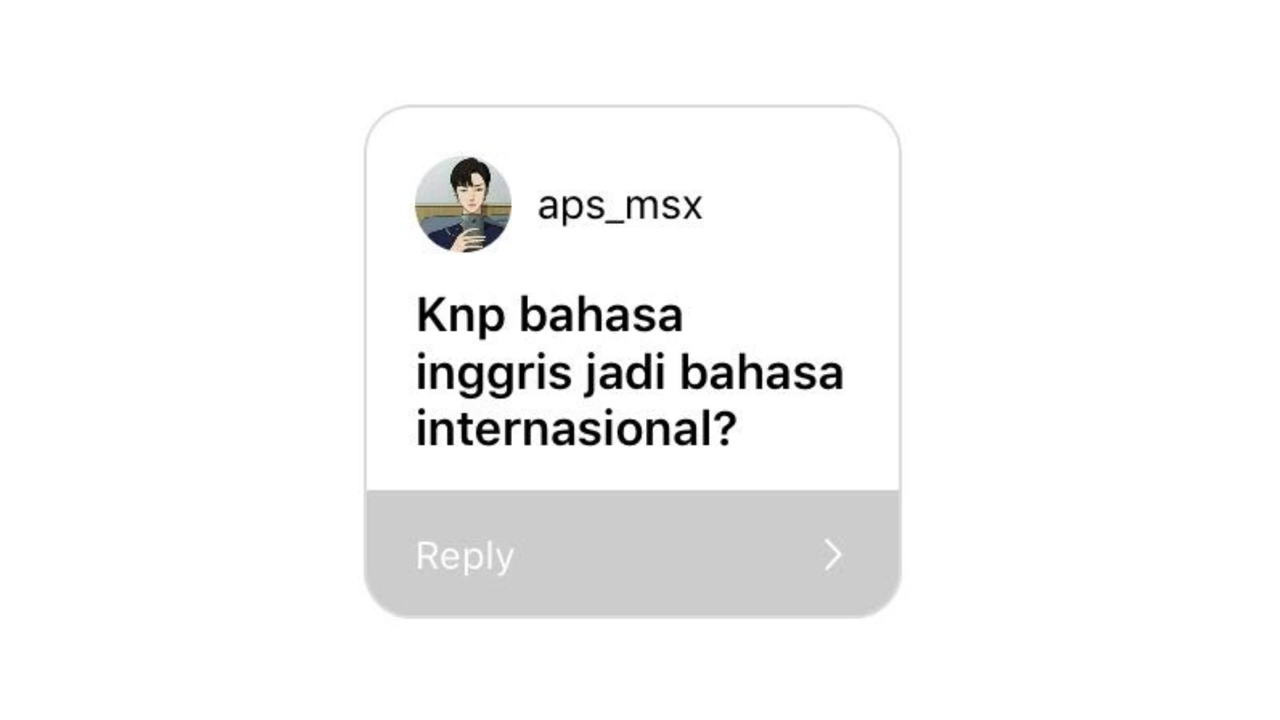 aps_msx
Knp bahasa
inggris jadi bahasa
internasional?
Reply